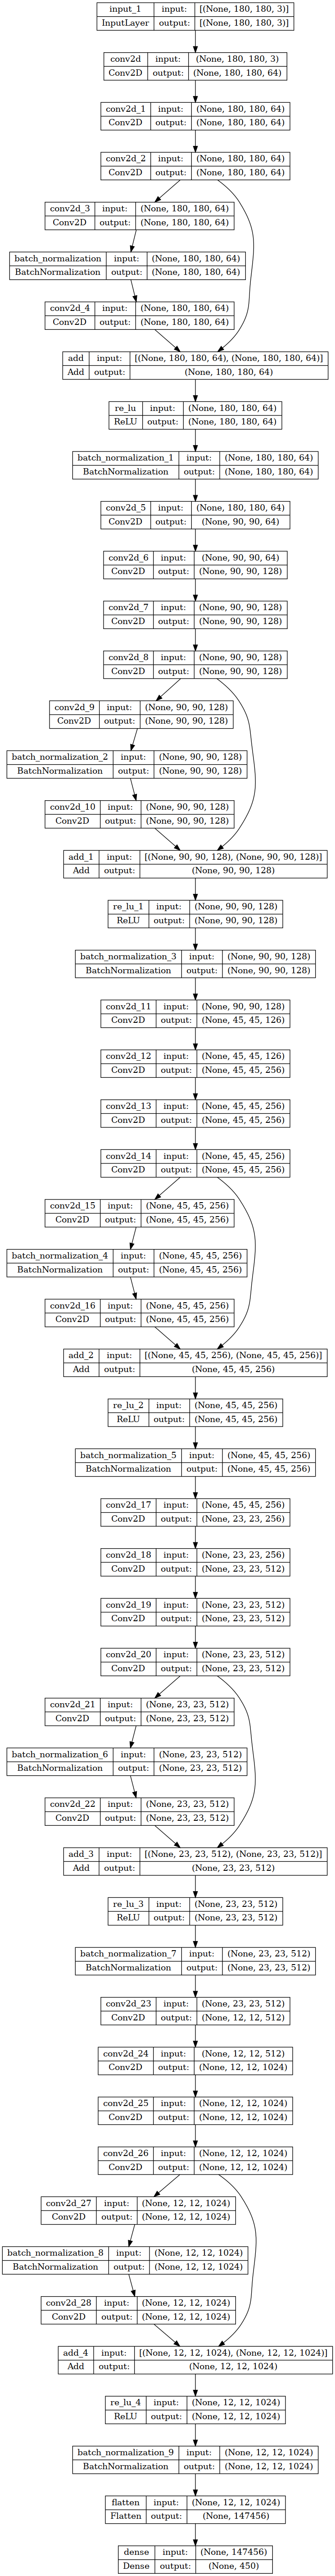 input_1 input: [(None, 180, 180, 3)]
InputLayer output: [(None, 180, 180, 3)]
conv2d input: (None, 180, 180, 3)
Conv2D output: (None, 180, 180, 64)
conv2d_1 input: (None, 180, 180, 64)
Conv2D output: (None, 180, 180, 64)
conv2d_2 input: (None, 180, 180, 64)
Conv2D output: (None, 180, 180, 64)
conv2d_3 input: (None, 180, 180, 64)
Conv2D output: (None, 180, 180, 64)
batch_normalization input: (None, 180, 180, 64)
BatchNormalization output: (None, 180, 180, 64)
conv2d_4 input: (None, 180, 180, 64)
Conv2D output: (None, 180, 180, 64)
add input: [(None, 180, 180, 64), (None, 180, 180, 64)]
Add output: (None, 180, 180, 64)
re_lu input: (None, 180, 180, 64)
ReLU output: (None, 180, 180, 64)
batch_normalization_1 input: (None, 180, 180, 64)
BatchNormalization output: (None, 180, 180, 64)
conv2d_5 input: (None, 180, 180, 64)
Conv2D output: (None, 90, 90, 64)
conv2d_6 input: (None, 90, 90, 64)
Conv2D output: (None, 90, 90, 128)
conv2d_7 input: (None, 90, 90, 128)
Conv2D output: (None, 90, 90, 128)
conv2d_8 input: (None, 90, 90, 128)
Conv2D output: (None, 90, 90, 128)
conv2d_9 input: (None, 90, 90, 128)
Conv2D output: (None, 90, 90, 128)
batch_normalization_2 input: (None, 90, 90, 128)
BatchNormalization output: (None, 90, 90, 128)
conv2d_10 input: (None, 90, 90, 128)
Conv2D output: (None, 90, 90, 128)
add_1 input: [(None, 90, 90, 128), (None, 90, 90, 128)]
Add output: (None, 90, 90, 128)
re_lu_1 input: (None, 90, 90, 128)
ReLU output: (None, 90, 90, 128)
batch_normalization_3 input: (None, 90, 90, 128)
BatchNormalization output: (None, 90, 90, 128)
conv2d_11 input: (None, 90, 90, 128)
Conv2D output: (None, 45, 45, 126)
conv2d_12 input: (None, 45, 45, 126)
Conv2D output: (None, 45, 45, 256)
conv2d_13 input: (None, 45, 45, 256)
Conv2D output: (None, 45, 45, 256)
conv2d_14 input: (None, 45, 45, 256)
Conv2D output: (None, 45, 45, 256)
conv2d_15 input: (None, 45, 45, 256)
Conv2D output: (None, 45, 45, 256)
batch_normalization_4 input: (None, 45, 45, 256)
BatchNormalization output: (None, 45, 45, 256)
conv2d_16 input: (None, 45, 45, 256)
Conv2D output: (None, 45, 45, 256)
add_2 input: [(None, 45, 45, 256), (None, 45, 45, 256)]
Add output: (None, 45, 45, 256)
re_lu_2 input: (None, 45, 45, 256)
ReLU output: (None, 45, 45, 256)
batch_normalization_5 input: (None, 45, 45, 256)
BatchNormalization output: (None, 45, 45, 256)
conv2d_17 input: (None, 45, 45, 256)
Conv2D output: (None, 23, 23, 256)
conv2d_18 input: (None, 23, 23, 256)
Conv2D output: (None, 23, 23, 512)
conv2d_19 input: (None, 23, 23, 512)
Conv2D output: (None, 23, 23, 512)
conv2d_20 input: (None, 23, 23, 512)
Conv2D output: (None, 23, 23, 512)
conv2d_21 input: (None, 23, 23, 512)
Conv2D output: (None, 23, 23, 512)
batch_normalization_6 input: (None, 23, 23, 512)
BatchNormalization output: (None, 23, 23, 512)
conv2d_22 input: (None, 23, 23, 512)
Conv2D output: (None, 23, 23, 512)
add_3 input: [(None, 23, 23, 512), (None, 23, 23, 512)]
Add output: (None, 23, 23, 512)
re_lu_3 input: (None, 23, 23, 512)
ReLU output: (None, 23, 23, 512)
batch_normalization_7 input: (None, 23, 23, 512)
BatchNormalization output: (None, 23, 23, 512)
conv2d_23 input: (None, 23, 23, 512)
Conv2D output: (None, 12, 12, 512)
conv2d_24 input: (None, 12, 12, 512)
Conv2D output: (None, 12, 12, 1024)
conv2d_25 input: (None, 12, 12, 1024)
Conv2D output: (None, 12, 12, 1024)
conv2d_26 input: (None, 12, 12, 1024)
Conv2D output: (None, 12, 12, 1024)
conv2d_27 input: (None, 12, 12, 1024)
Conv2D output: (None, 12, 12, 1024)
batch_normalization_8 input: (None, 12, 12, 1024)
BatchNormalization output: (None, 12, 12, 1024)
conv2d_28 input: (None, 12, 12, 1024)
Conv2D output: (None, 12, 12, 1024)
add_4 input: [(None, 12, 12, 1024), (None, 12, 12, 1024)]
Add output: (None, 12, 12, 1024)
re_lu_4 input: (None, 12, 12, 1024)
ReLU output: (None, 12, 12, 1024)
batch_normalization_9 input: (None, 12, 12, 1024)
BatchNormalization output: (None, 12, 12, 1024)
flatten input: (None, 12, 12, 1024)
Flatten output: (None, 147456)
dense input: (None, 147456)
Dense output: (None, 450)